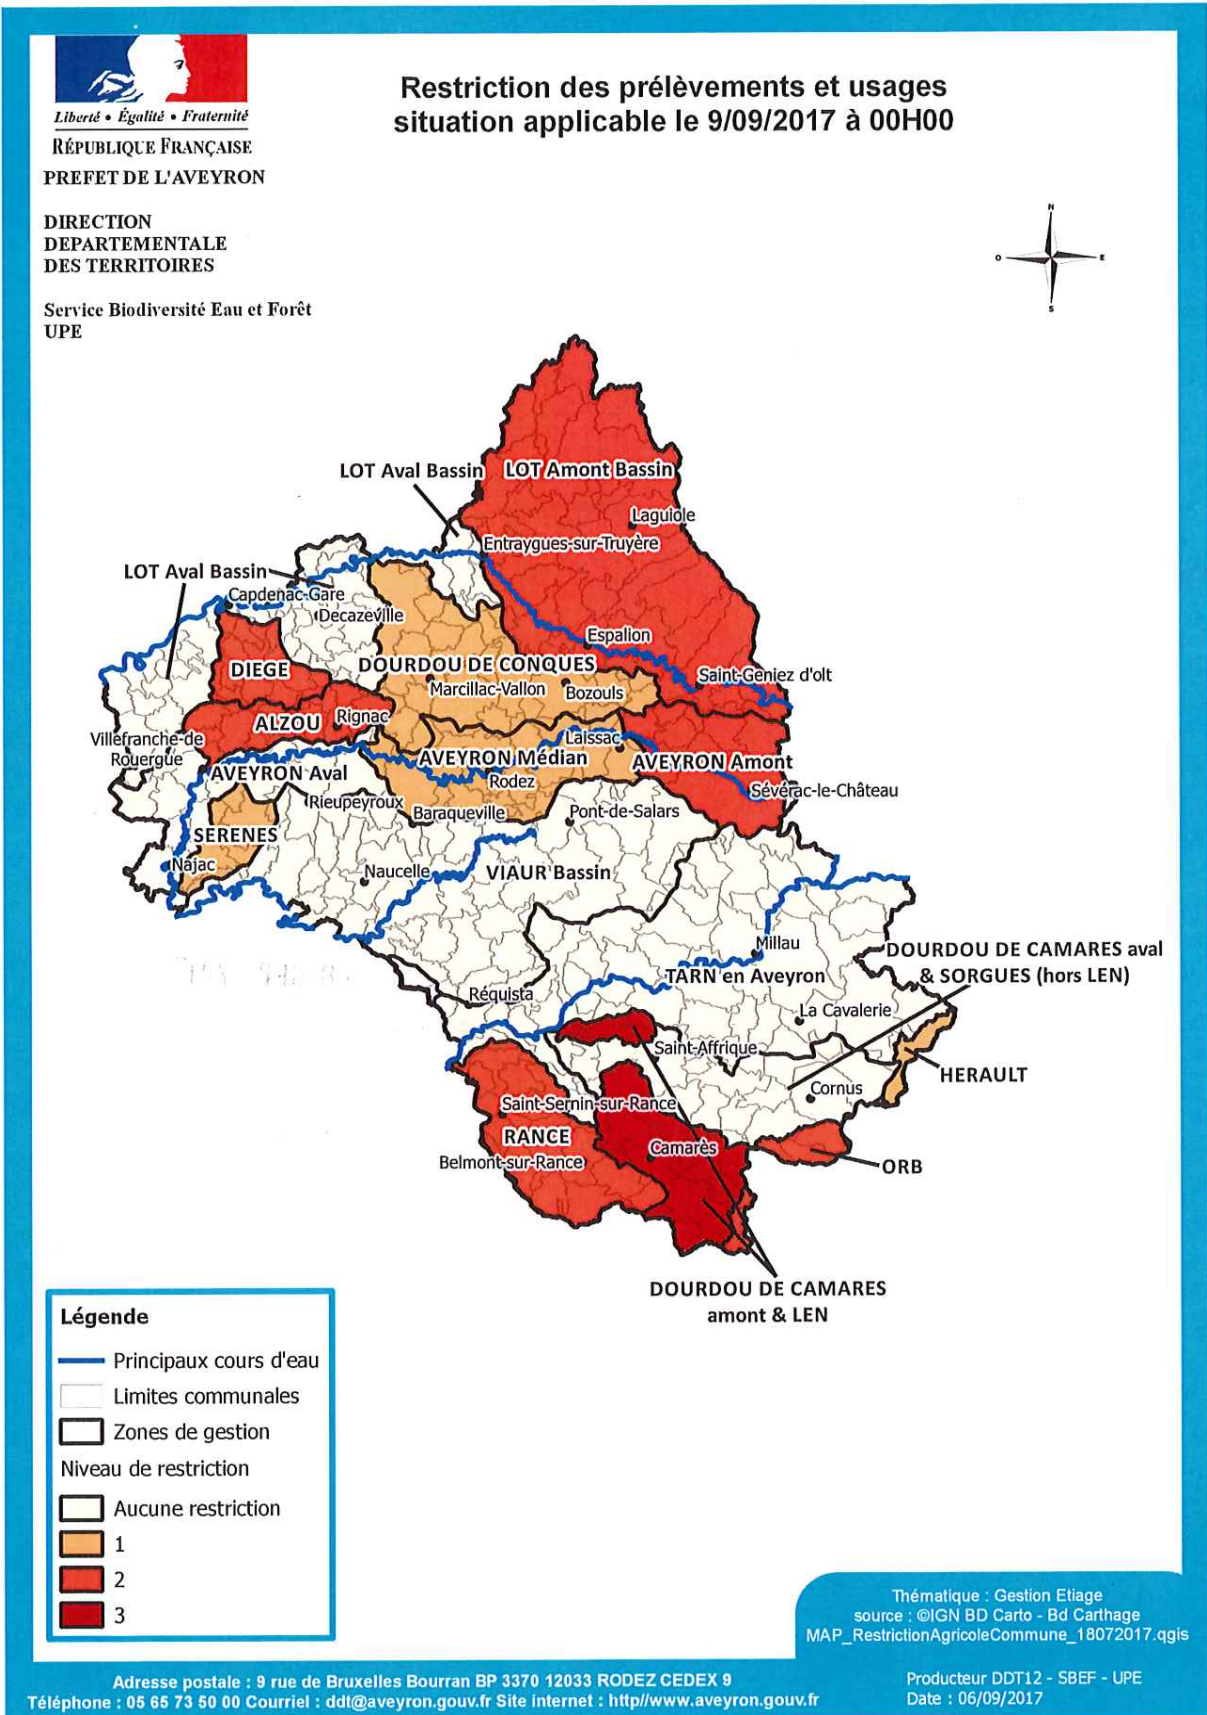 Liberté • Égalité • Fraternité
RÉPUBLIQUE FRANÇAISE
PREFET DE L'AVEYRON
DIRECTION
DEPARTEMENTALE
DES TERRITOIRES
Service Biodiversité Eau et Forêt
UPE
Restriction des prélèvements et usages
situation applicable le 9/09/2017 à 00H00
N
O
E
S
LOT Aval Bassin
LOT Amont Bassin
Laguiole
Entraygues-sur-Truyère
LOT Aval Bassin
Capdenac-Gare
Decazeville
Espalion
DIEGE
DOURDOU DE CONQUES
Saint-Geniez d'olt
Marcillac-Vallon
Bozouls
ALZOU
Rignac
Villefranche-de
Rouergue
Laissac
AVEYRON Médian
AVEYRON Amont
AVEYRON Aval
Rodez
Sévérac-le-Château
Rieupeyroux
Baraqueville
Pont-de-Salars
SERENES
Najac
Naucelle
VIAUR Bassin
Millau
DOURDOU DE CAMARES aval
& SORGUES (hors LEN)
TARN en Aveyron
Réquista
La Cavalerie
Saint-Affrique
HERAULT
Cornus
Saint-Sernin-sur-Rance
RANCE
Camarès
Belmont-sur-Rance
ORB
DOURDOU DE CAMARES
amont & LEN
Légende
Principaux cours d'eau
Limites communales
Zones de gestion
Niveau de restriction
Aucune restriction
1
2
3
Thématique : Gestion Etiage
source : ©IGN BD Carto - Bd Carthage
MAP_RestrictionAgricoleCommune_18072017.qgis
Adresse postale : 9 rue de Bruxelles Bourran BP 3370 12033 RODEZ CEDEX 9
Téléphone : 05 65 73 50 00 Courriel : ddt@aveyron.gouv.fr Site internet : http//www.aveyron.gouv.fr
Producteur DDT12 - SBEF - UPE
Date : 06/09/2017